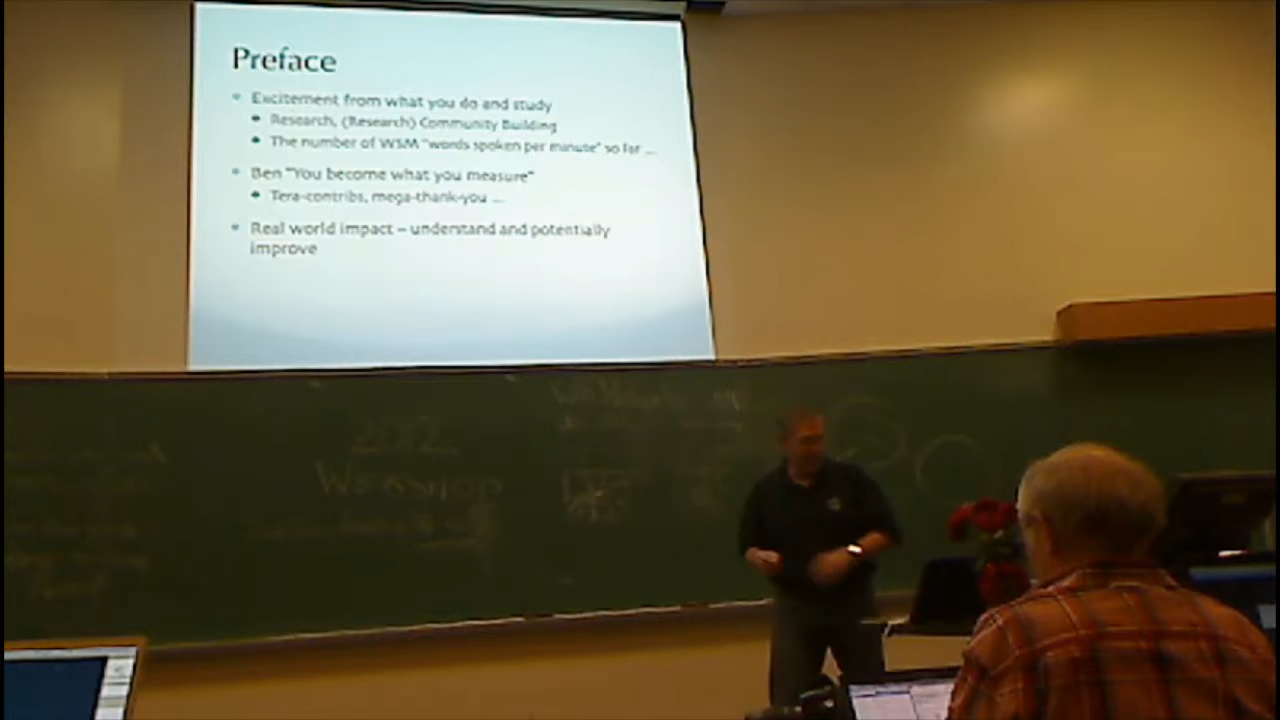 Preface
Excitement from what you do and study
Research, (Research) Community Building
The number of WSM "words spoken per minute" so far ...
Ben "You become what you measure"
Tera-contribs, mega-thank-you ...
Real world impact – understand and potentially
improve
2012
Workshop